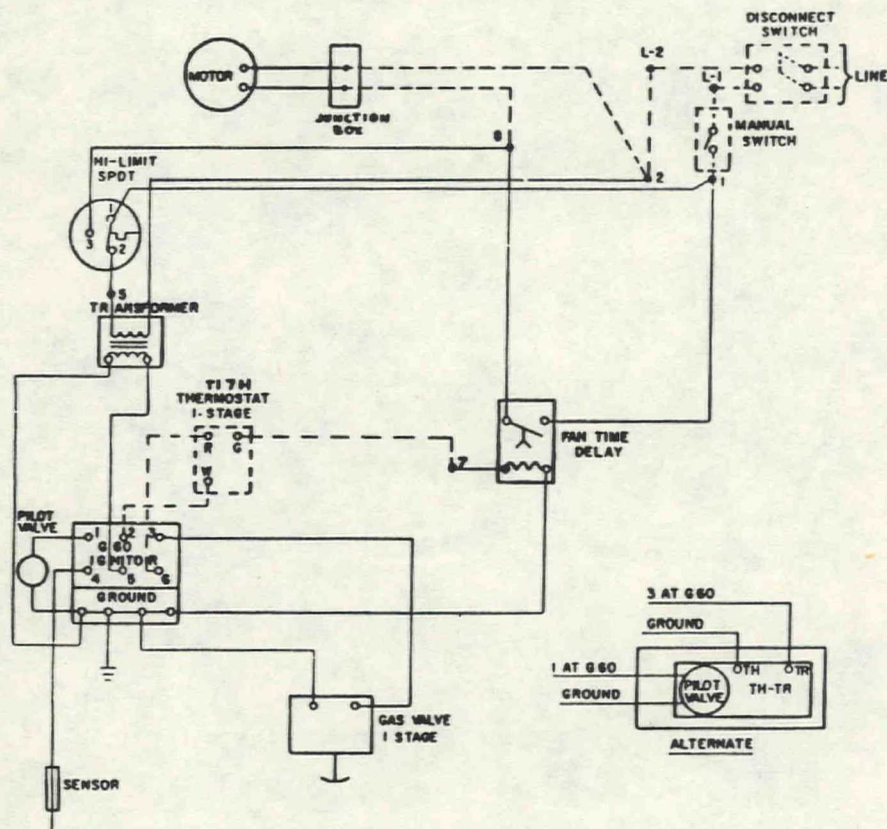 DISCONNECT
SWITCH
L-2
L-1
LINE
MOTOR
JUNCTION
BOX
MANUAL
SWITCH
8
HI-LIMIT
SPDT
2
1
1
3
2
5
TRANSFORMER
T17H
THERMOSTAT
1-STAGE
R
G
W
17
FAN TIME
DELAY
PILOT
VALVE
1
2
3
G60
IGNITOR
4
5
6
GROUND
3 AT G60
GROUND
1 AT G60
GROUND
TH
TR
PILOT
VALVE
TH-TR
ALTERNATE
GAS VALVE
1 STAGE
SENSOR